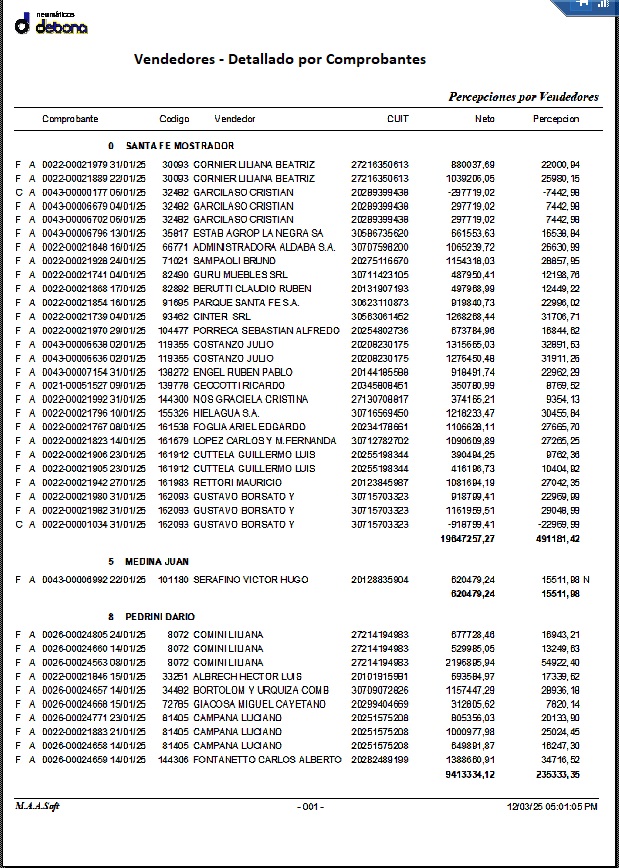 neumáticos
debona
Vendedores - Detallado por Comprobantes
Percepciones por Vendedores
Comprobante Codigo Vendedor CUIT Neto Percepcion
0 SANTA FE MOSTRADOR
F A 0022-00021979 31/01/25 30093 CORNIER LILIANA BEATRIZ 27216350613 880037,69 22000,94
F A 0022-00021889 22/01/25 30093 CORNIER LILIANA BEATRIZ 27216350613 1039206,05 25980,15
C A 0043-00000177 06/01/25 32482 GARCILASO CRISTIAN 20289399438 -297719,02 -7442,98
F A 0043-00006679 04/01/25 32482 GARCILASO CRISTIAN 20289399438 297719,02 7442,98
F A 0043-00006702 06/01/25 32482 GARCILASO CRISTIAN 20289399438 297719,02 7442,98
F A 0043-00006796 13/01/25 35817 ESTAB AGROP LA NEGRA SA 30586735620 661553,63 16538,84
F A 0022-00021848 16/01/25 66771 ADMINISTRADORA ALDABA S.A. 30707598200 1065239,72 26630,99
F A 0022-00021928 24/01/25 71021 SAMPAOLI BRUNO 20275116670 1154318,03 28857,95
F A 0022-00021741 04/01/25 82490 GURU MUEBLES SRL 30711423105 487950,41 12198,76
F A 0022-00021868 17/01/25 82892 BERUTTI CLAUDIO RUBEN 20131907193 497968,99 12449,22
F A 0022-00021854 16/01/25 91695 PARQUE SANTA FE S.A. 30623110873 919840,73 22996,02
F A 0022-00021739 04/01/25 93462 CINTER SRL 30563061452 1268268,44 31706,71
F A 0022-00021970 29/01/25 104477 PORRECA SEBASTIAN ALFREDO 20254802736 673784,96 16844,62
F A 0043-00006638 02/01/25 119355 COSTANZO JULIO 20208230175 1315665,03 32891,63
F A 0043-00006636 02/01/25 119355 COSTANZO JULIO 20208230175 1276450,48 31911,26
F A 0043-00007154 31/01/25 138272 ENGEL RUBEN PABLO 20144185588 918491,74 22962,29
F A 0021-00051527 09/01/25 139778 CECCOTTI RICARDO 20345808451 350780,99 8769,52
F A 0022-00021992 31/01/25 144300 NOS GRACIELA CRISTINA 27130708817 374165,21 9354,13
F A 0022-00021796 10/01/25 155326 HIELAGUA S.A. 30716569450 1218233,47 30455,84
F A 0022-00021767 08/01/25 161538 FOGLIA ARIEL EDGARDO 20234178661 1106628,11 27665,70
F A 0022-00021823 14/01/25 161679 LOPEZ CARLOS Y M.FERNANDA 30712782702 1090609,89 27265,25
F A 0022-00021906 23/01/25 161912 CUTTELA GUILLERMO LUIS 20255198344 390494,25 9762,36
F A 0022-00021905 23/01/25 161912 CUTTELA GUILLERMO LUIS 20255198344 416196,73 10404,92
F A 0022-00021942 27/01/25 161983 RETTORI MAURICIO 20123845987 1081694,19 27042,35
F A 0022-00021980 31/01/25 162093 GUSTAVO BORSATO Y 30715703323 918799,41 22969,99
F A 0022-00021982 31/01/25 162093 GUSTAVO BORSATO Y 30715703323 1161959,51 29048,99
C A 0022-00001034 31/01/25 162093 GUSTAVO BORSATO Y 30715703323 -918799,41 -22969,99
19647257,27 491181,42
5 MEDINA JUAN
F A 0043-00006992 22/01/25 101180 SERAFINO VICTOR HUGO 20128835904 620479,24 15511,98 N
620479,24 15511,98
8 PEDRINI DARIO
F A 0026-00024805 24/01/25 8072 COMINI LILIANA 27214194983 677728,46 16943,21
F A 0026-00024660 14/01/25 8072 COMINI LILIANA 27214194983 529985,05 13249,63
F A 0026-00024563 08/01/25 8072 COMINI LILIANA 27214194983 2196895,94 54922,40
F A 0022-00021846 15/01/25 33251 ALBRECH HECTOR LUIS 20101915981 693584,97 17339,62
F A 0026-00024657 14/01/25 34482 BORTOLOM Y URQUIZA COMB 30709072826 1157447,29 28936,18
F A 0026-00024668 15/01/25 72785 GIACOSA MIGUEL CAYETANO 20299404669 312805,62 7820,14
F A 0026-00024771 23/01/25 81405 CAMPANA LUCIANO 20251575208 805356,03 20133,90
F A 0022-00021883 21/01/25 81405 CAMPANA LUCIANO 20251575208 1000977,98 25024,45
F A 0026-00024658 14/01/25 81405 CAMPANA LUCIANO 20251575208 649891,87 16247,30
F A 0026-00024659 14/01/25 144306 FONTANETTO CARLOS ALBERTO 20282489199 1388660,91 34716,52
9413334,12 235333,35
M.A.A.Soft - 001 - 12/03/25 05:01:05 PM